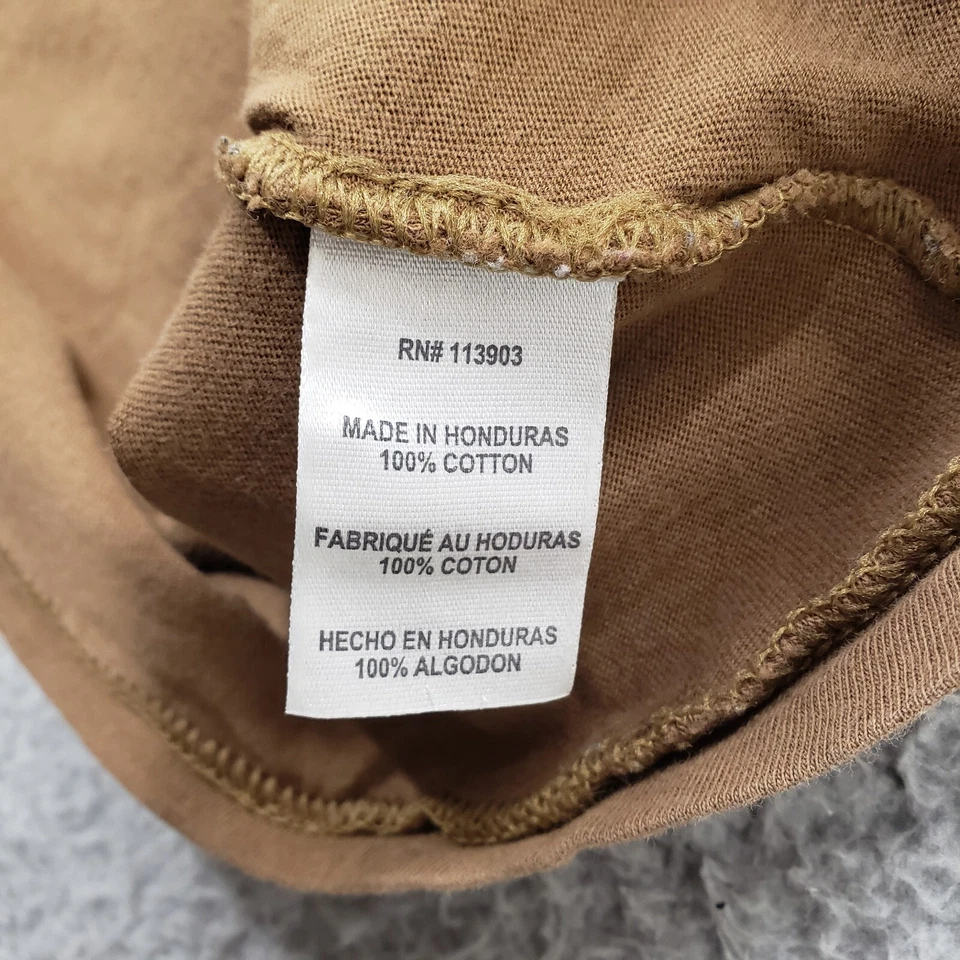 RN# 113903
MADE IN HONDURAS
100% COTTON
FABRIQUÉ AU HODURAS
100% COTON
HECHO EN HONDURAS
100% ALGODON